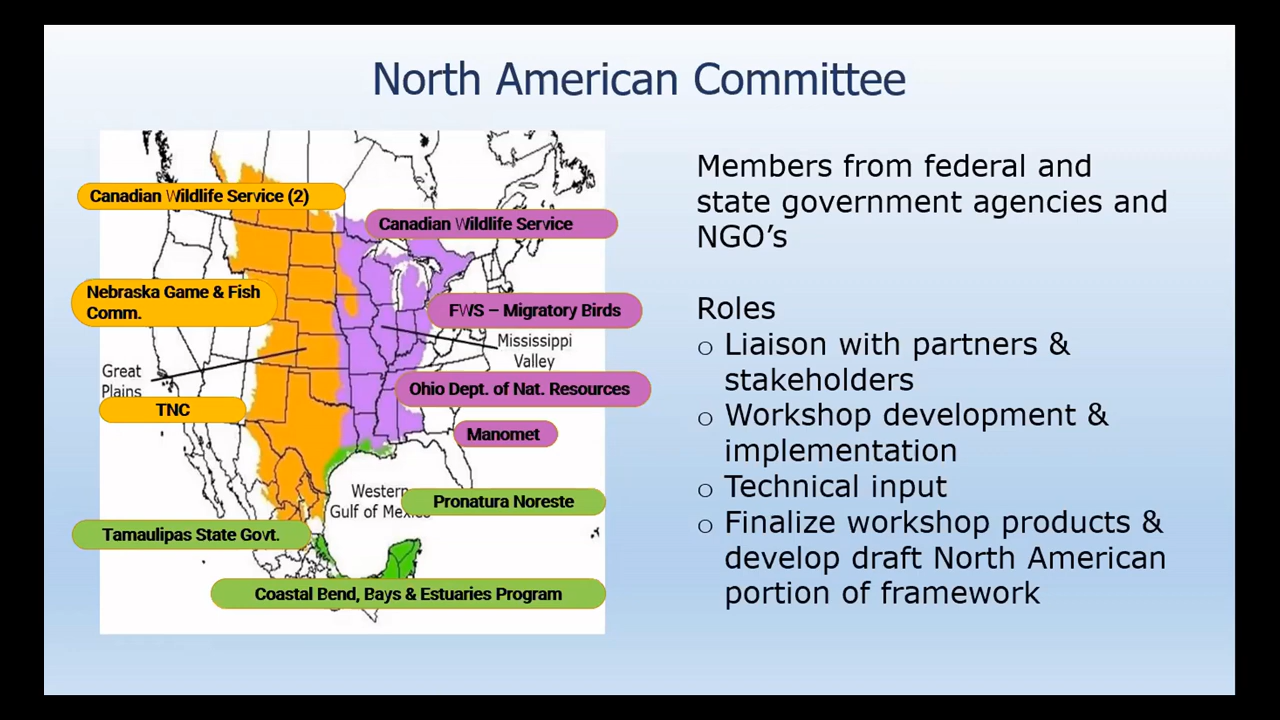 North American Committee
Canadian Wildlife Service (2)
Canadian Wildlife Service
Nebraska Game & Fish
Comm.
FWS – Migratory Birds
Mississippi
Valley
Great
Plains
Ohio Dept. of Nat. Resources
TNC
Manomet
Western
Gulf of Mexico
Pronatura Noreste
Tamaulipas State Govt.
Coastal Bend, Bays & Estuaries Program
Members from federal and
state government agencies and
NGO’s
Roles
o Liaison with partners &
stakeholders
o Workshop development &
implementation
o Technical input
o Finalize workshop products &
develop draft North American
portion of framework